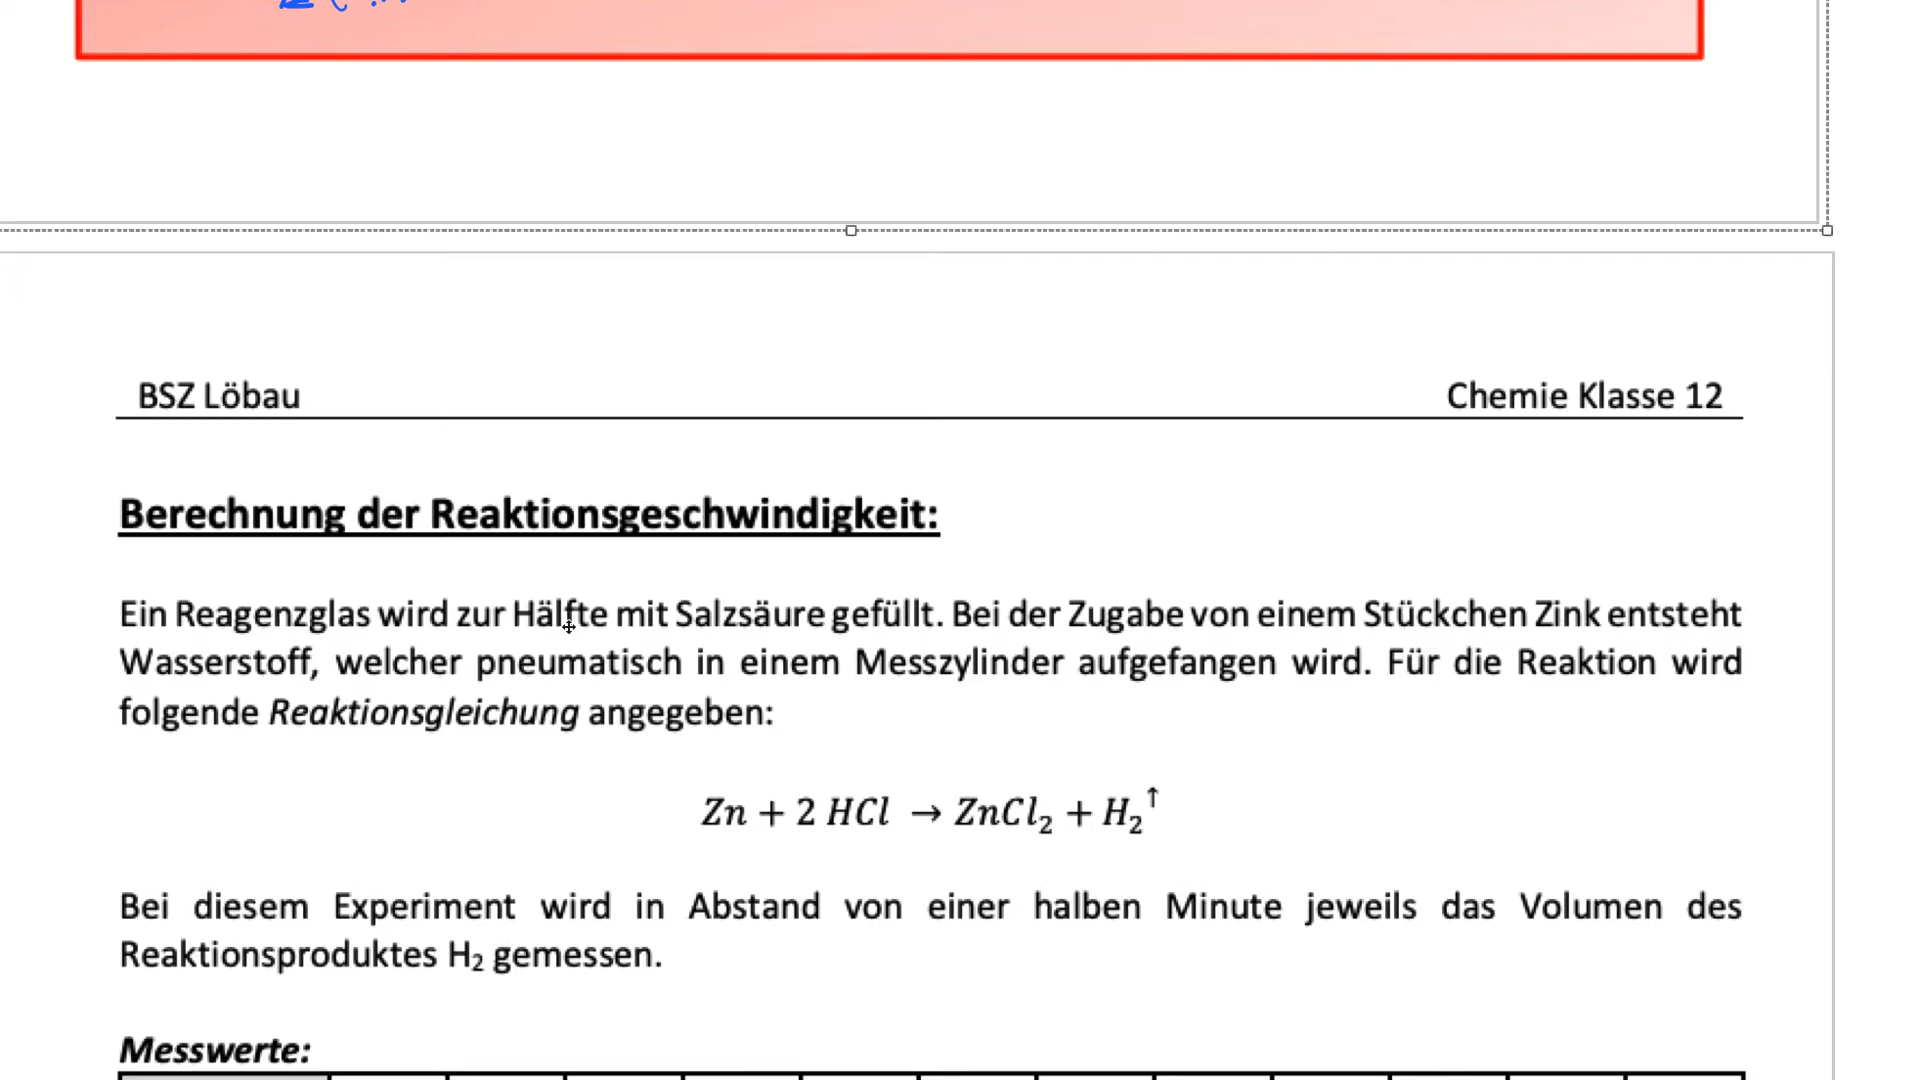 BSZ Löbau Chemie Klasse 12
Berechnung der Reaktionsgeschwindigkeit:
Ein Reagenzglas wird zur Hälfte mit Salzsäure gefüllt. Bei der Zugabe von einem Stückchen Zink entsteht
Wasserstoff, welcher pneumatisch in einem Messzylinder aufgefangen wird. Für die Reaktion wird
folgende Reaktionsgleichung angegeben:
Zn + 2 HCl → ZnCl₂ + H₂↑
Bei diesem Experiment wird in Abstand von einer halben Minute jeweils das Volumen des
Reaktionsproduktes H₂ gemessen.
Messwerte: